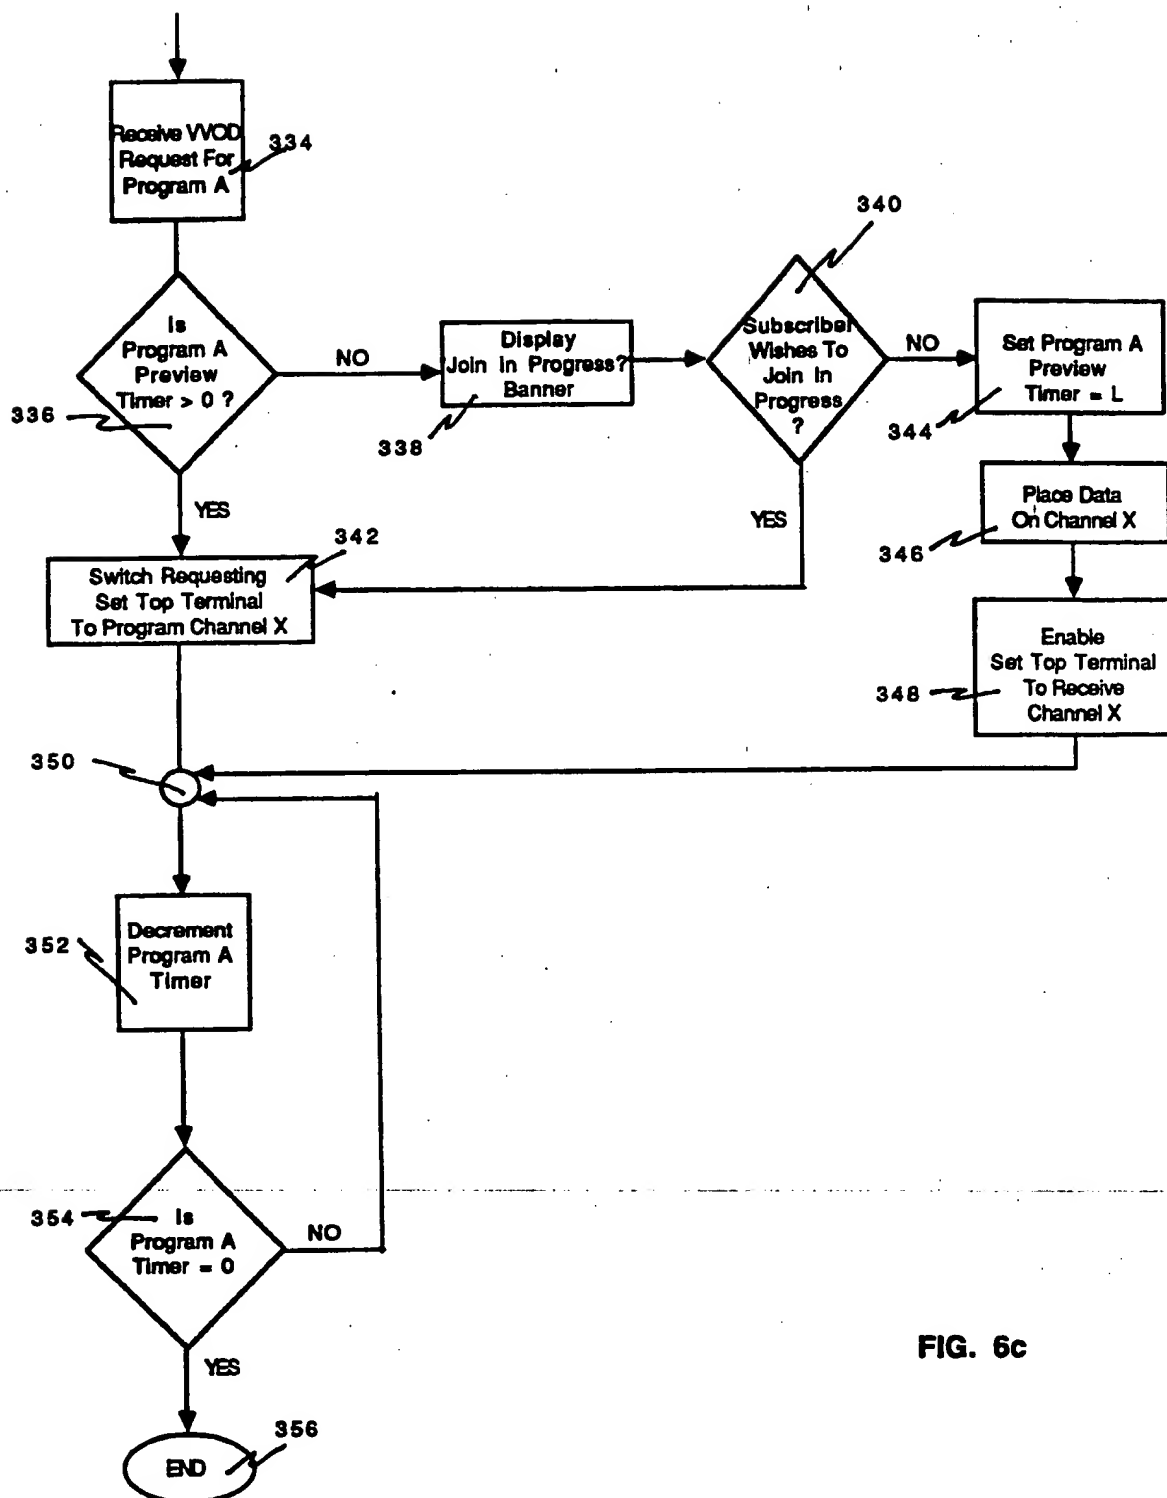 Receive VVOD
Request For
Program A
334
Is
Program A
Preview
Timer > 0 ?
336
NO
YES
Display
Join In Progress?
Banner
338
340
Subscriber
Wishes To
Join In
Progress
?
NO
YES
Set Program A
Preview
Timer = L
344
Place Data
On Channel X
346
Enable
Set Top Terminal
To Receive
Channel X
348
342
Switch Requesting
Set Top Terminal
To Program Channel X
350
Decrement
Program A
Timer
352
354
Is
Program A
Timer = 0
NO
YES
END
356
FIG. 6c